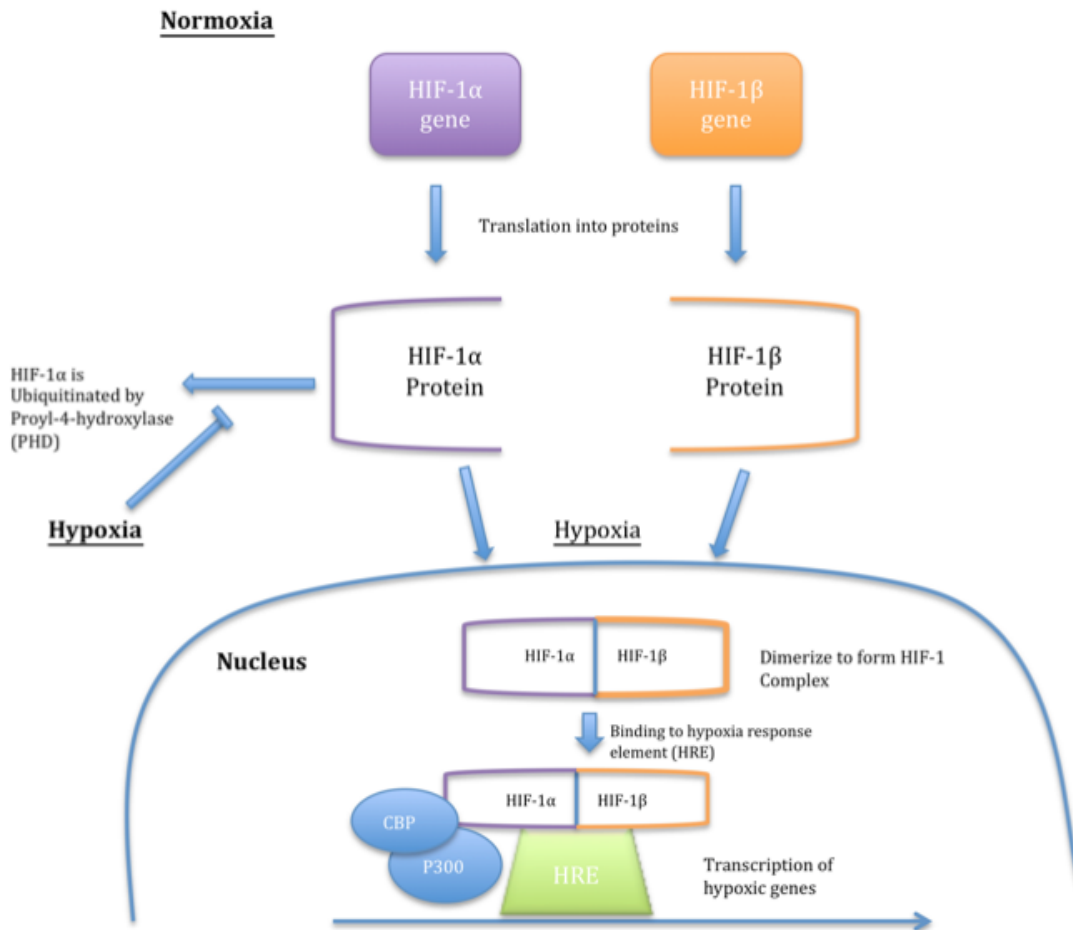 Normoxia
HIF-1α
gene
HIF-1β
gene
Translation into proteins
HIF-1α
Protein
HIF-1β
Protein
HIF-1α is
Ubiquitinated by
Proyl-4-hydroxylase
(PHD)
Hypoxia
Hypoxia
Nucleus
HIF-1α
HIF-1β
Dimerize to form HIF-1
Complex
Binding to hypoxia response
element (HRE)
HIF-1α
HIF-1β
CBP
P300
HRE
Transcription of
hypoxic genes